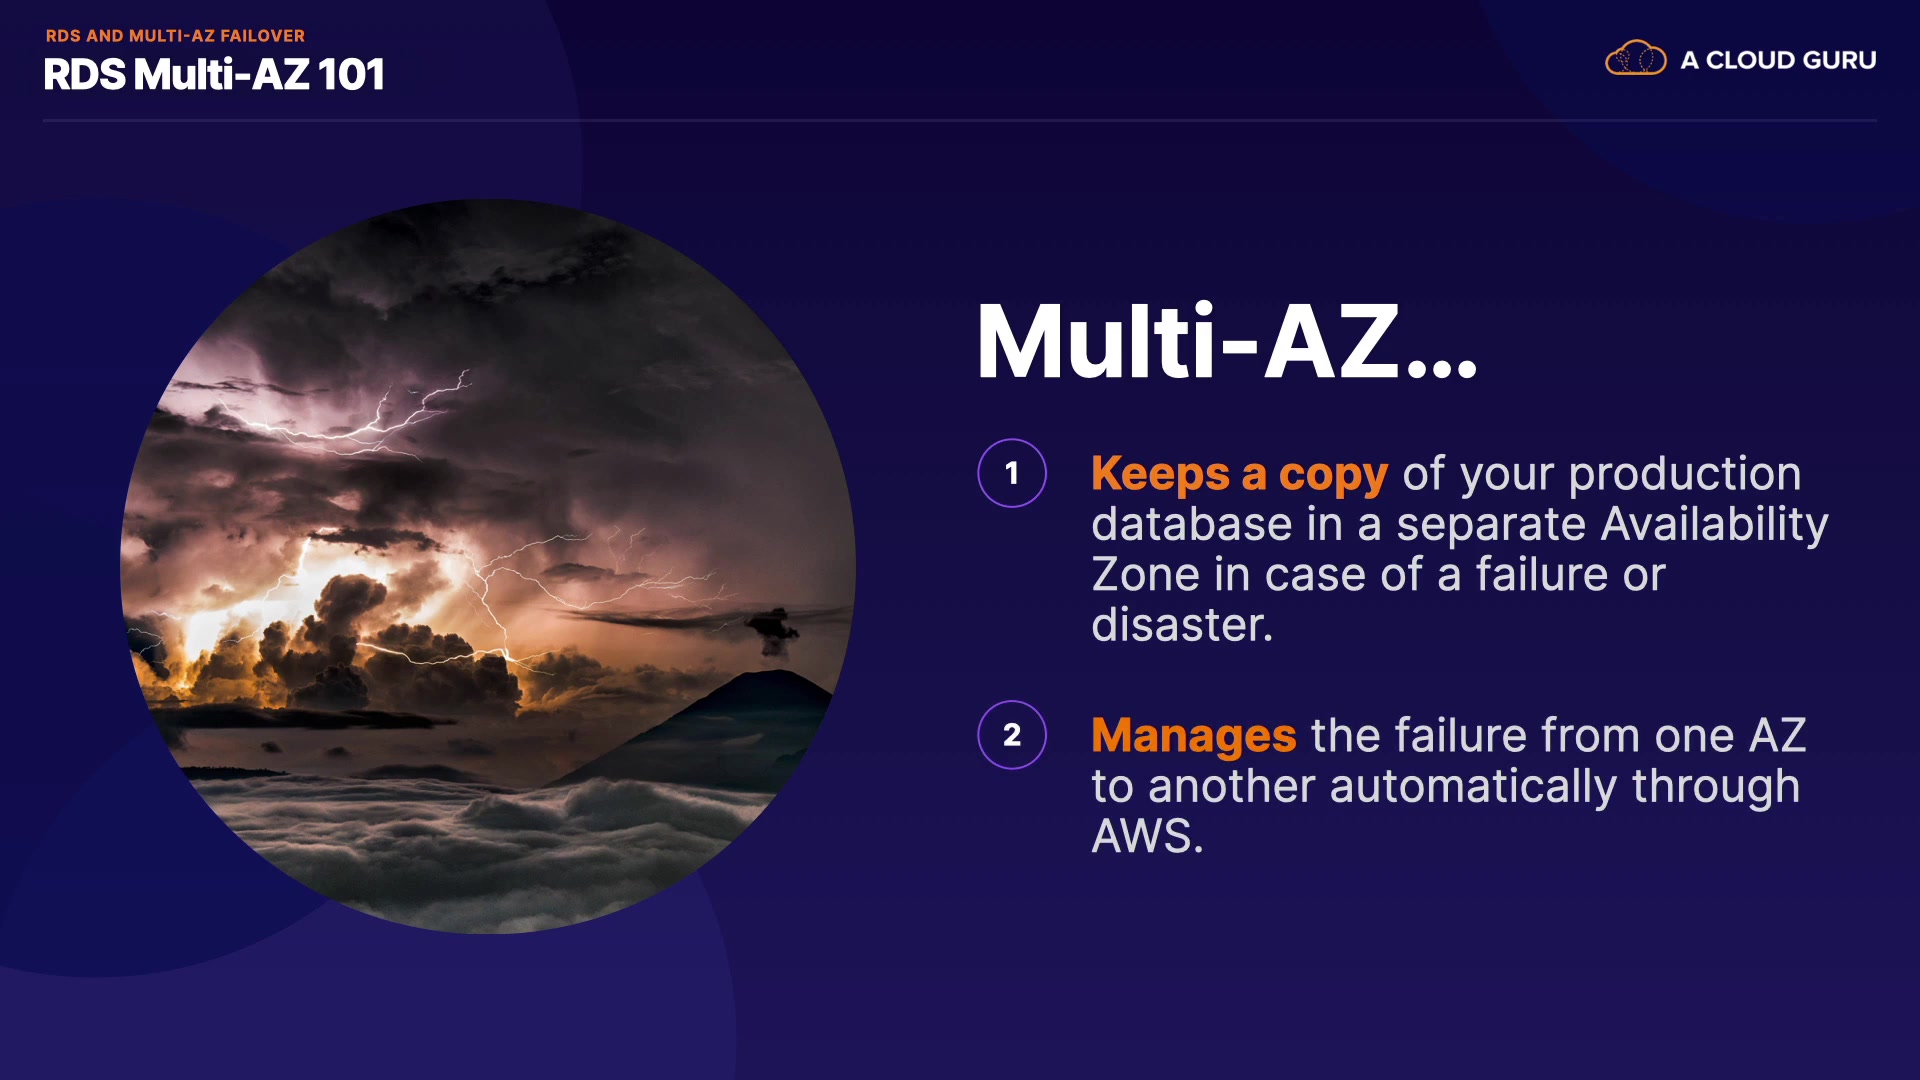 RDS AND MULTI-AZ FAILOVER
RDS Multi-AZ 101
A CLOUD GURU
Multi-AZ...
1
Keeps a copy of your production
database in a separate Availability
Zone in case of a failure or
disaster.
2
Manages the failure from one AZ
to another automatically through
AWS.